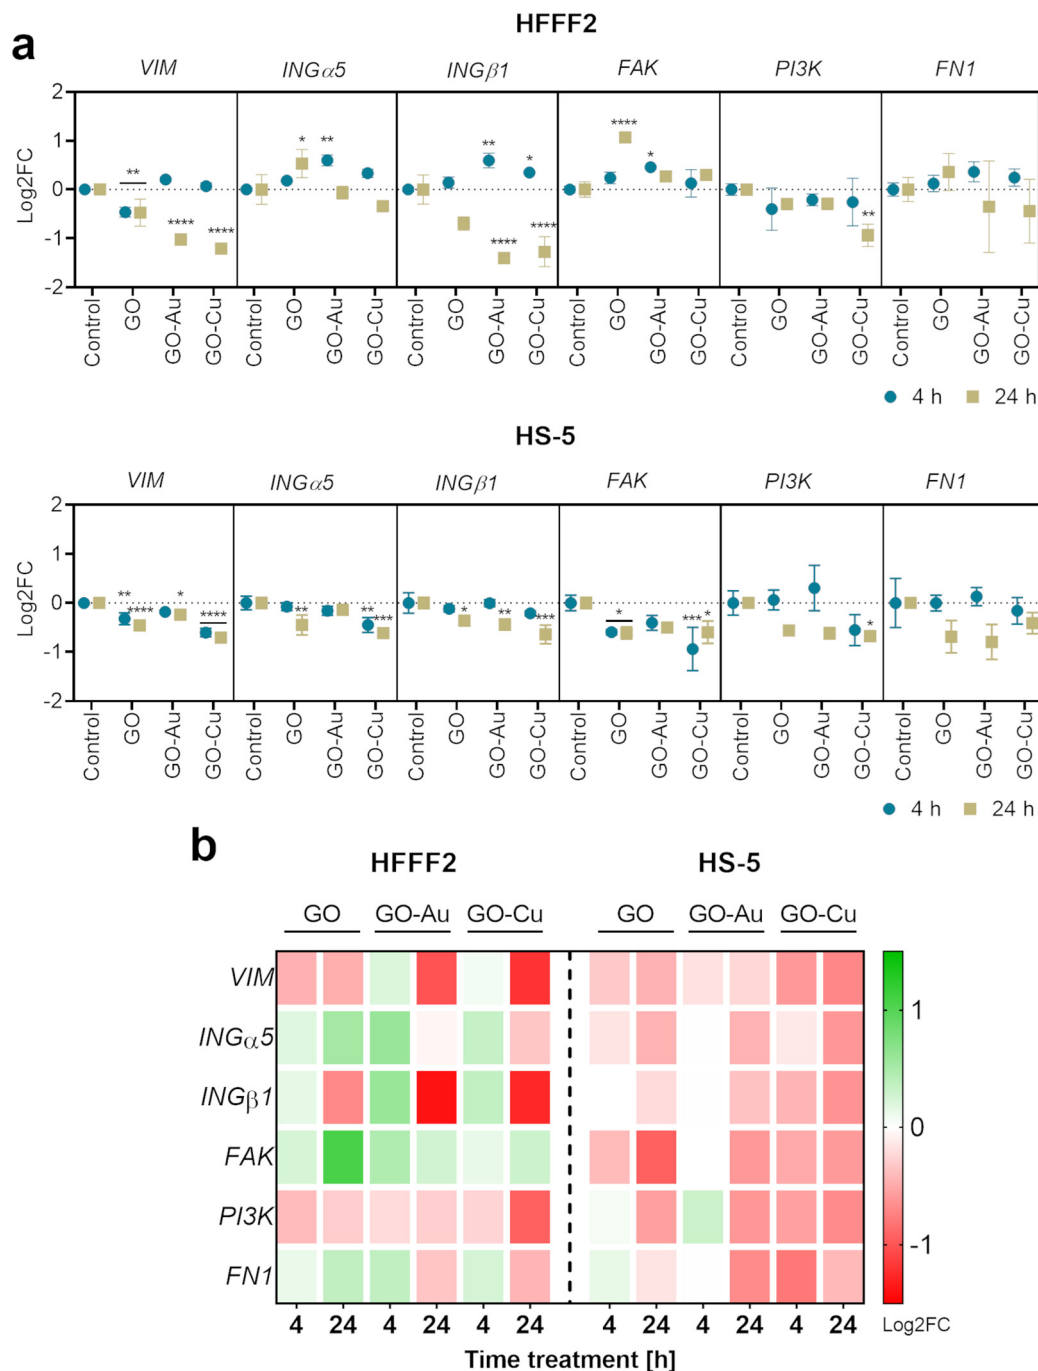 a
HFFF2
VIM INGα5 INGβ1 FAK PI3K FN1
2
1
0
-1
-2
Log2FC
** **** ****
* **
** **** * ****
**** *
**
Control GO GO-Au GO-Cu Control GO GO-Au GO-Cu Control GO GO-Au GO-Cu Control GO GO-Au GO-Cu Control GO GO-Au GO-Cu Control GO GO-Au GO-Cu
4 h 24 h
HS-5
VIM INGα5 INGβ1 FAK PI3K FN1
2
1
0
-1
-2
Log2FC
** **** * ****
** ** ***
* ** ***
* *** *
*
Control GO GO-Au GO-Cu Control GO GO-Au GO-Cu Control GO GO-Au GO-Cu Control GO GO-Au GO-Cu Control GO GO-Au GO-Cu Control GO GO-Au GO-Cu
4 h 24 h
b
HFFF2 HS-5
GO GO-Au GO-Cu GO GO-Au GO-Cu
VIM
INGα5
INGβ1
FAK
PI3K
FN1
1
0
-1
Log2FC
4 24 4 24 4 24 4 24 4 24 4 24
Time treatment [h]